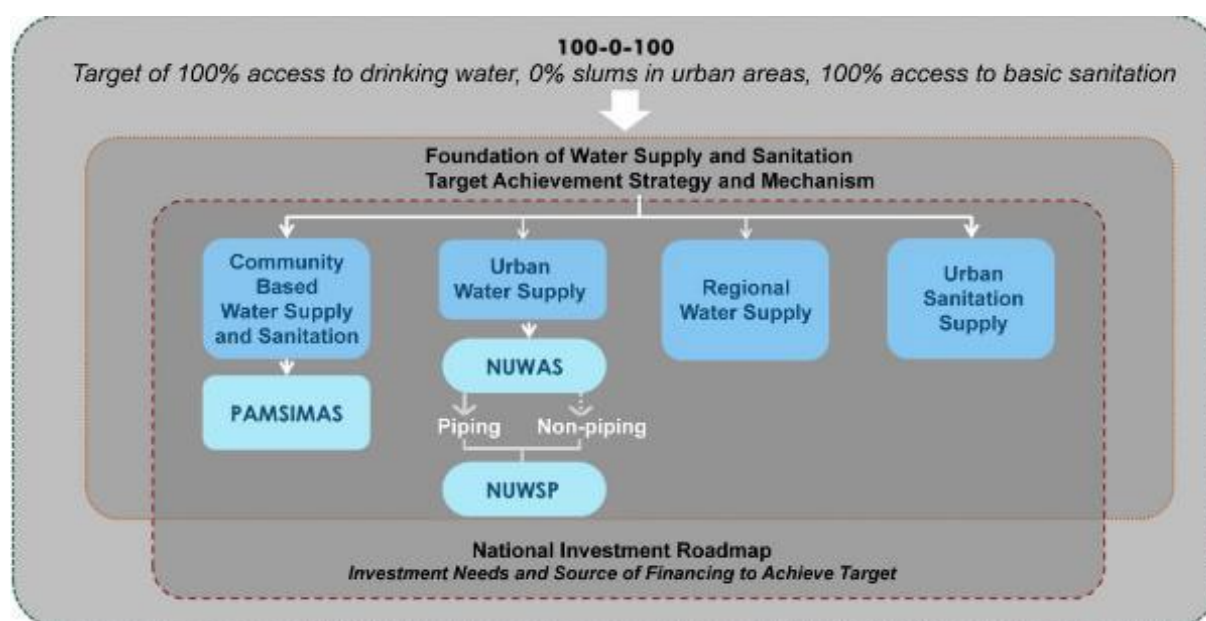 100-0-100
Target of 100% access to drinking water, 0% slums in urban areas, 100% access to basic sanitation
Foundation of Water Supply and Sanitation
Target Achievement Strategy and Mechanism
Community
Based
Water Supply
and Sanitation
Urban
Water Supply
Regional
Water Supply
Urban
Sanitation
Supply
PAMSIMAS
NUWAS
Piping
Non-piping
NUWSP
National Investment Roadmap
Investment Needs and Source of Financing to Achieve Target